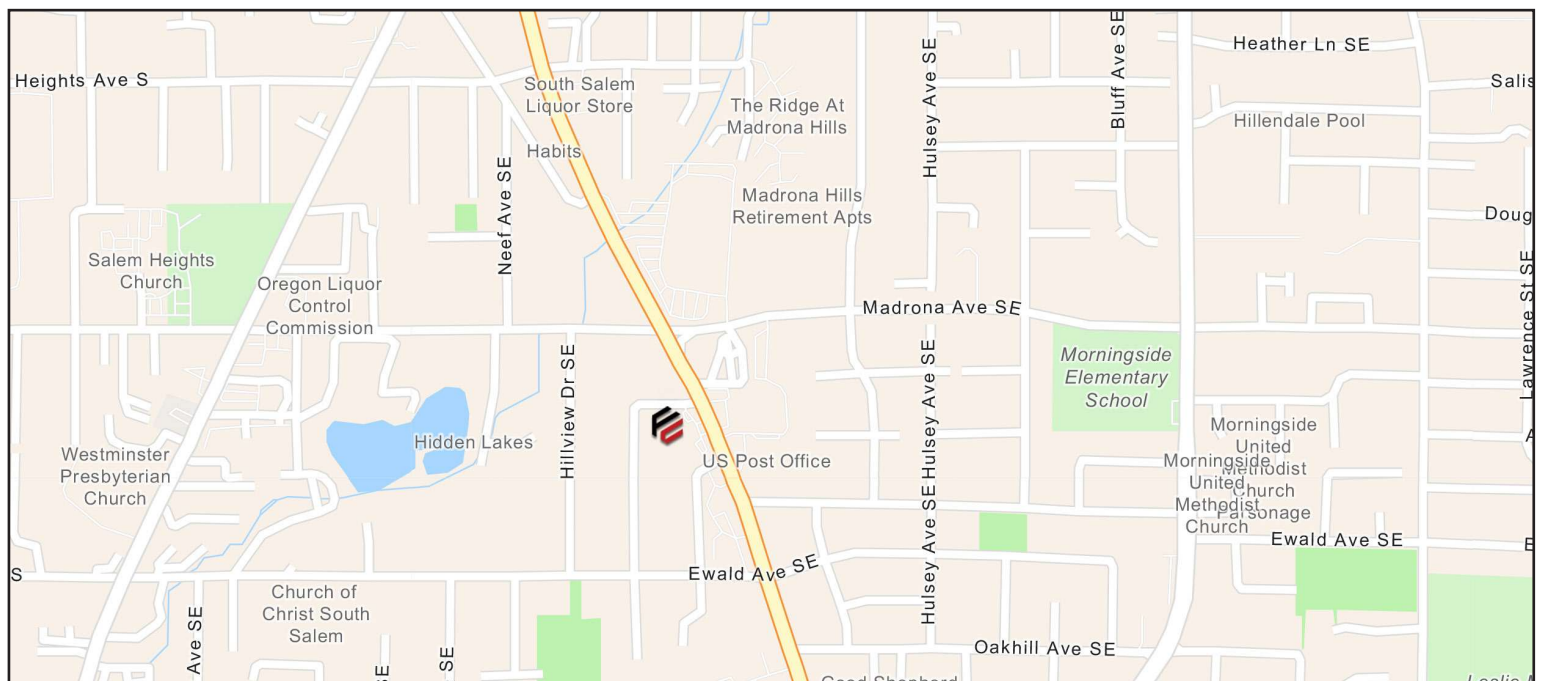 Heather Ln SE
Bluff Ave SE
Heights Ave S
South Salem
Liquor Store
Salis
Hulsey Ave SE
The Ridge At
Madrona Hills
Hillendale Pool
Habits
Neef Ave SE
Madrona Hills
Retirement Apts
Doug
Salem Heights
Church
Oregon Liquor
Control
Commission
Madrona Ave SE
Lawrence St SE
Hillview Dr SE
Hulsey Ave SE
Morningside
Elementary
School
Hidden Lakes
US Post Office
Westminster
Presbyterian
Church
Morningside
United
Methodist
Church
Parsonage
Morningside
United
Methodist
Church
A
Hulsey Ave SE
Ewald Ave SE
E
S
Ewald Ave SE
Church of
Christ South
Salem
Ave SE
SE
SE
Oakhill Ave SE
Good Shepherd